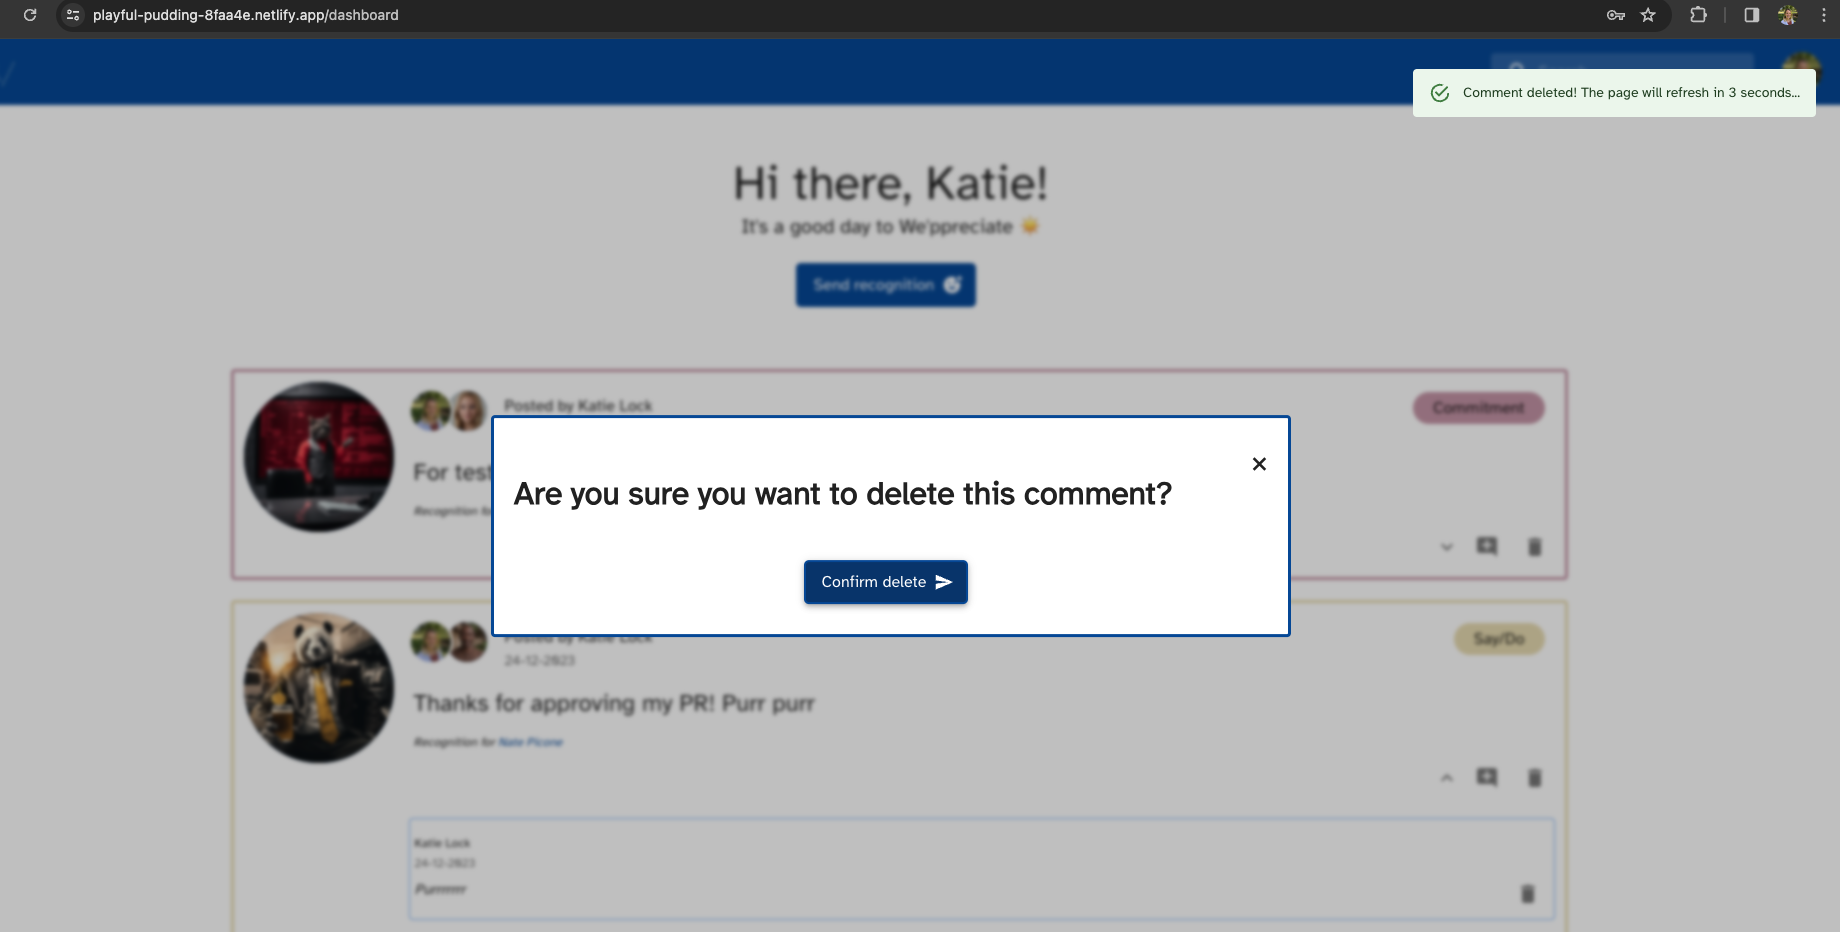 playful-pudding-8faa4e.netlify.app/dashboard
Comment deleted! The page will refresh in 3 seconds...
Hi there, Katie!
It's a good day to We'ppreciate
Send recognition
Posted by Katie Lock
Commitment
For test
Recognition for
Are you sure you want to delete this comment?
Confirm delete
Posted by Katie Lock
24-12-2023
Say/Do
Thanks for approving my PR! Purr purr
Recognition for Nate Picone
Katie Lock
24-12-2023